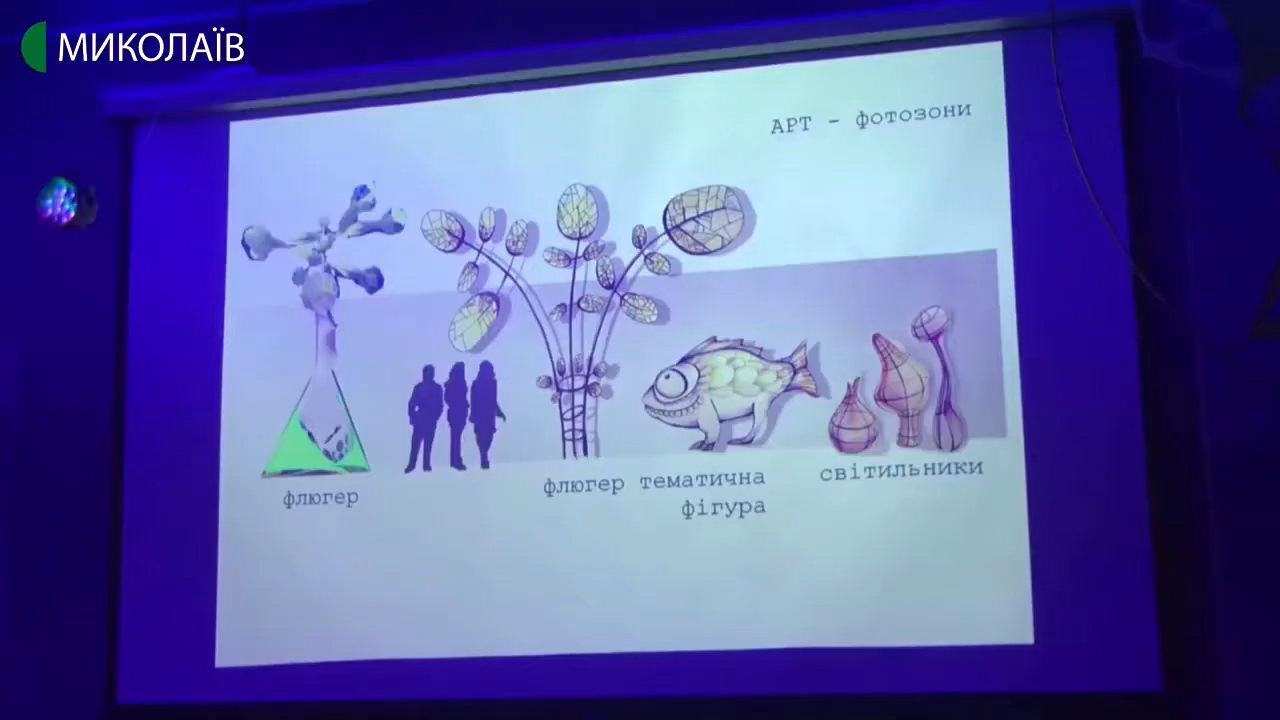 МИКОЛАЇВ
АРТ - фотозони
флюгер
флюгер тематична
фігура
світильники